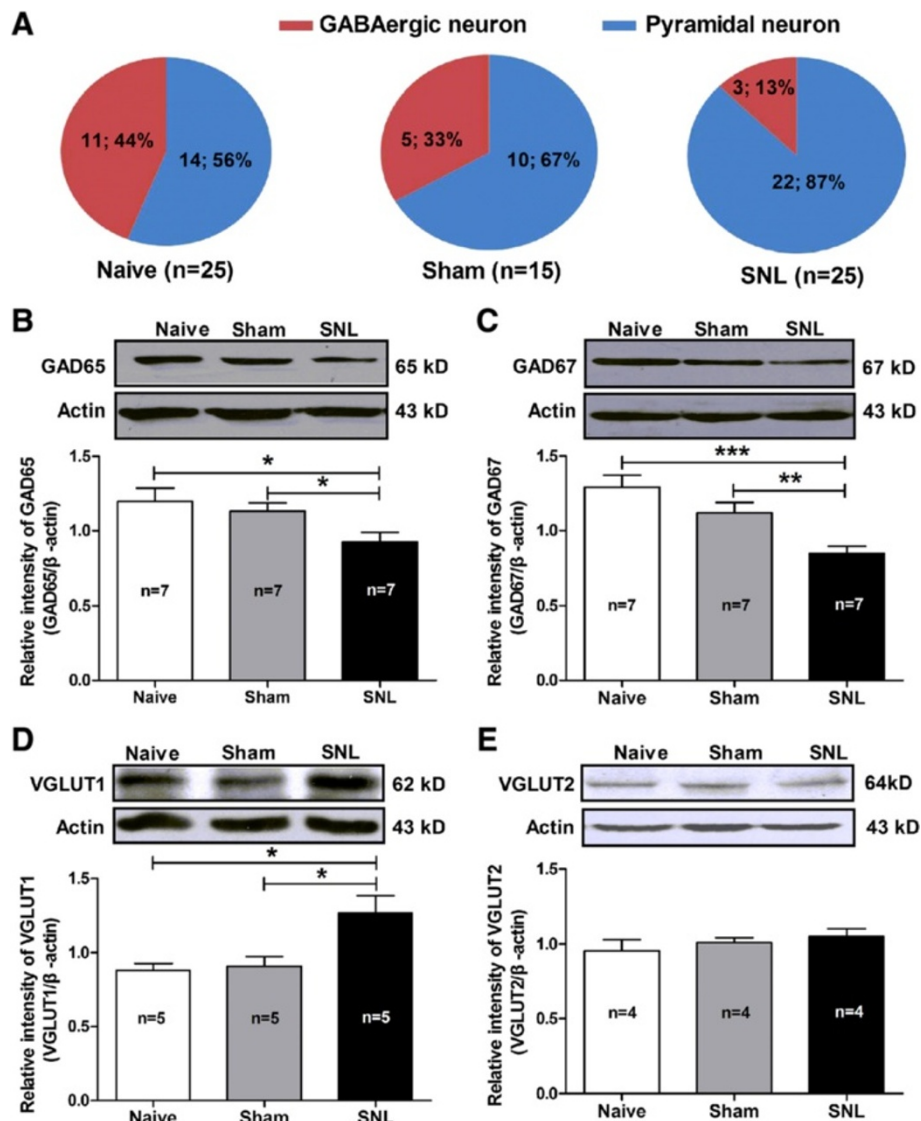 A
GABAergic neuron
Pyramidal neuron
11; 44%
14; 56%
Naive (n=25)
5; 33%
10; 67%
Sham (n=15)
3; 13%
22; 87%
SNL (n=25)
B
Naive Sham SNL
GAD65
65 kD
Actin
43 kD
Relative intensity of GAD65
(GAD65/β -actin)
1.5
1.0
0.5
0.0
*
*
n=7
n=7
n=7
Naive
Sham
SNL
C
Naive Sham SNL
GAD67
67 kD
Actin
43 kD
Relative intensity of GAD67
(GAD67/β -actin)
1.5
1.0
0.5
0.0
***
**
n=7
n=7
n=7
Naive
Sham
SNL
D
Naive Sham SNL
VGLUT1
62 kD
Actin
43 kD
Relative intensity of VGLUT1
(VGLUT1/β -actin)
1.5
1.0
0.5
0.0
*
*
n=5
n=5
n=5
Naive
Sham
SNL
E
Naive Sham SNL
VGLUT2
64kD
Actin
43 kD
Relative intensity of VGLUT2
(VGLUT2/β -actin)
1.5
1.0
0.5
0.0
n=4
n=4
n=4
Naive
Sham
SNL